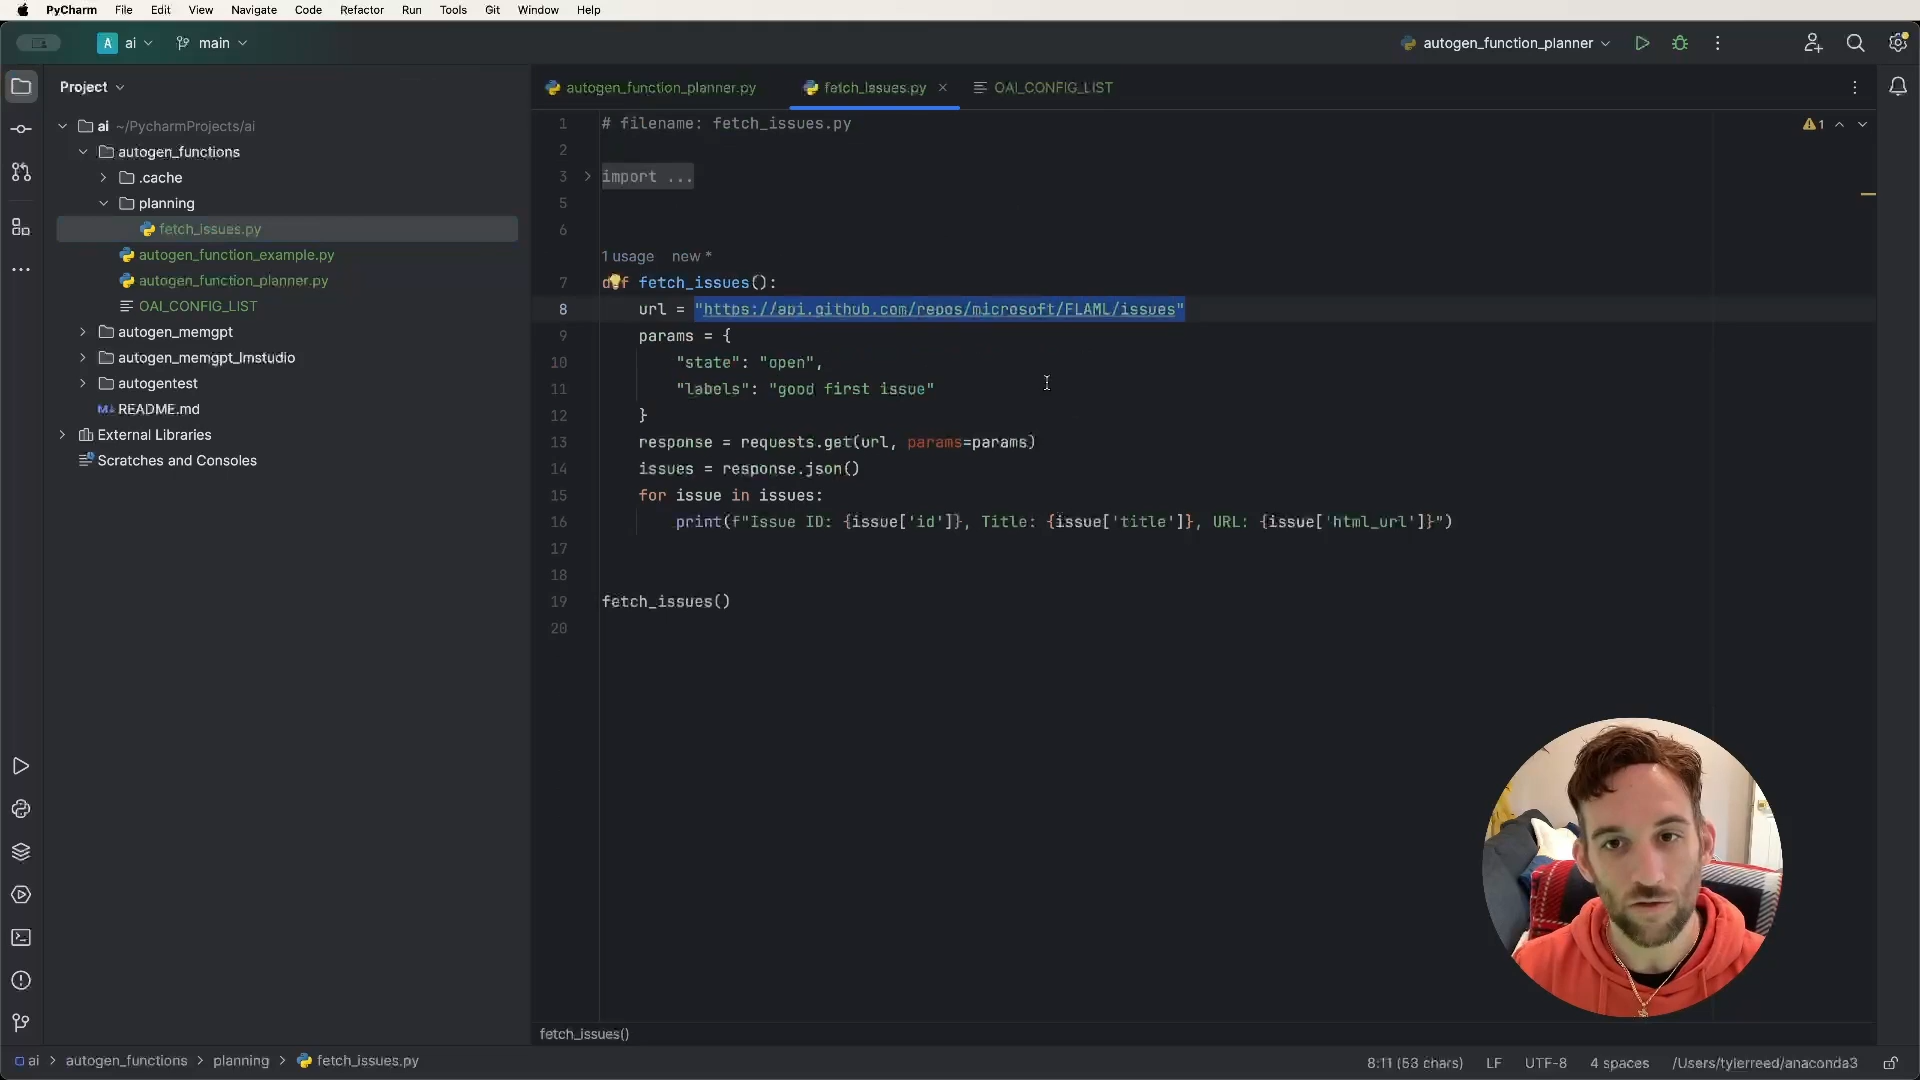 PyCharm File Edit View Navigate Code Refactor Run Tools Git Window Help
A ai main autogen_function_planner
Project
autogen_function_planner.py fetch_issues.py OAI_CONFIG_LIST
ai ~/PycharmProjects/ai
autogen_functions
.cache
planning
fetch_issues.py
autogen_function_example.py
autogen_function_planner.py
OAI_CONFIG_LIST
autogen_memgpt
autogen_memgpt_lmstudio
autogentest
README.md
External Libraries
Scratches and Consoles
1 # filename: fetch_issues.py
1
2
3 import ...
5
6
1 usage new *
7 def fetch_issues():
8 url = "https://api.github.com/repos/microsoft/FLAML/issues"
9 params = {
10 "state": "open",
11 "labels": "good first issue"
12 }
13 response = requests.get(url, params=params)
14 issues = response.json()
15 for issue in issues:
16 print(f"Issue ID: {issue['id']}, Title: {issue['title']}, URL: {issue['html_url']}")
17
18
19 fetch_issues()
20
fetch_issues()
ai > autogen_functions > planning > fetch_issues.py
8:11 (53 chars) LF UTF-8 4 spaces /Users/tylerreed/anaconda3